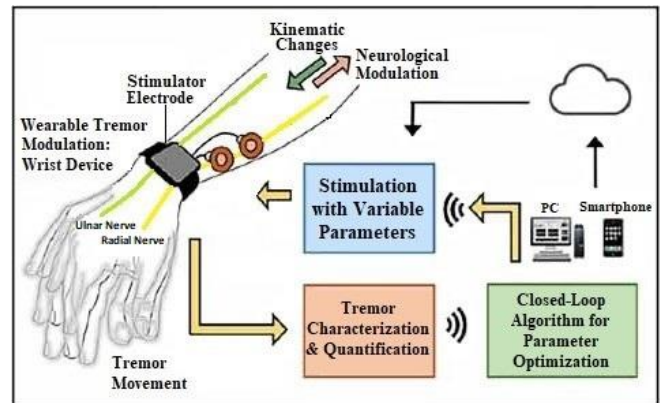 Kinematic
Changes
Neurological
Modulation
Stimulator
Electrode
Wearable Tremor
Modulation:
Wrist Device
Ulnar Nerve
Radial Nerve
Stimulation
with Variable
Parameters
PC
Smartphone
Tremor
Characterization
& Quantification
Closed-Loop
Algorithm for
Parameter
Optimization
Tremor
Movement